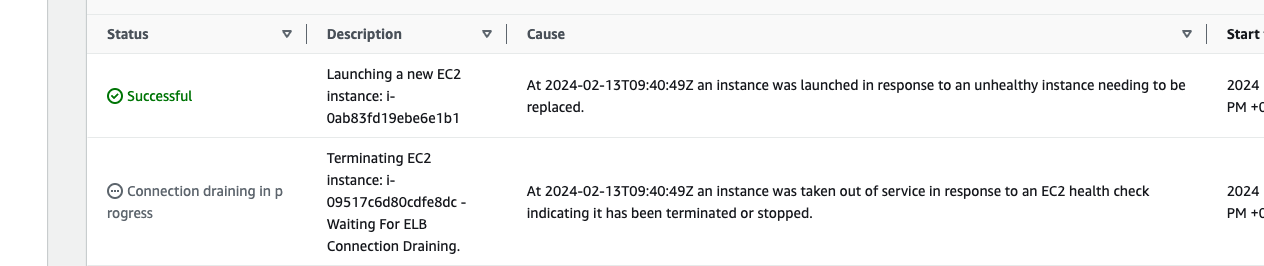 Status
Description
Cause
Start
Successful
Launching a new EC2
instance: i-
0ab83fd19ebe6e1b1
At 2024-02-13T09:40:49Z an instance was launched in response to an unhealthy instance needing to be
replaced.
2024
PM +0
Connection draining in p
rogress
Terminating EC2
instance: i-
09517c6d80cdfe8dc -
Waiting For ELB
Connection Draining.
At 2024-02-13T09:40:49Z an instance was taken out of service in response to an EC2 health check
indicating it has been terminated or stopped.
2024
PM +0